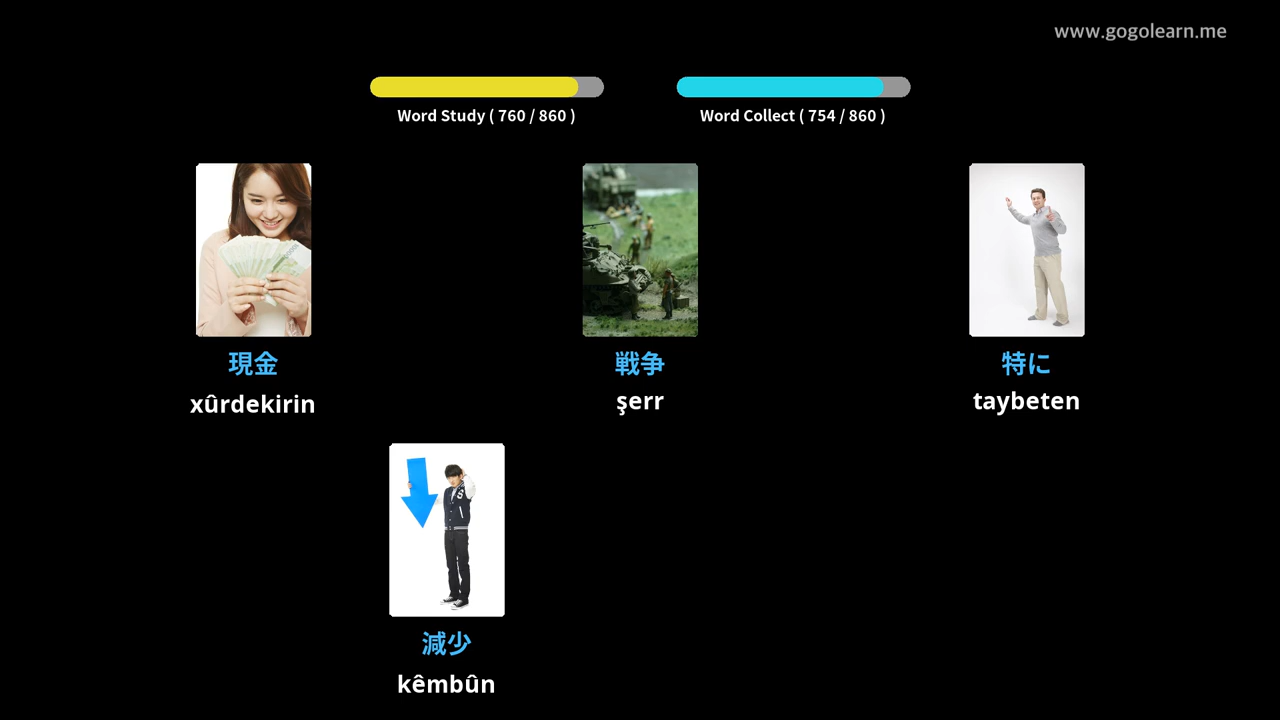 www.gogolearn.me
Word Study ( 760 / 860 )
Word Collect ( 754 / 860 )
現金
xûrdekirin
戦争
şerr
特に
taybeten
減少
kêmbûn